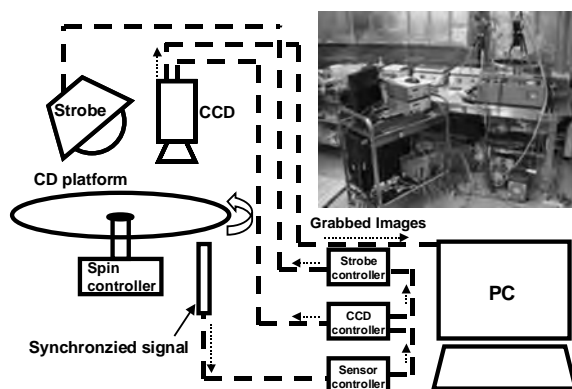 Strobe
CCD
CD platform
Grabbed Images
Strobe
controller
Spin
controller
PC
CCD
controller
Synchronzied signal
Sensor
controller